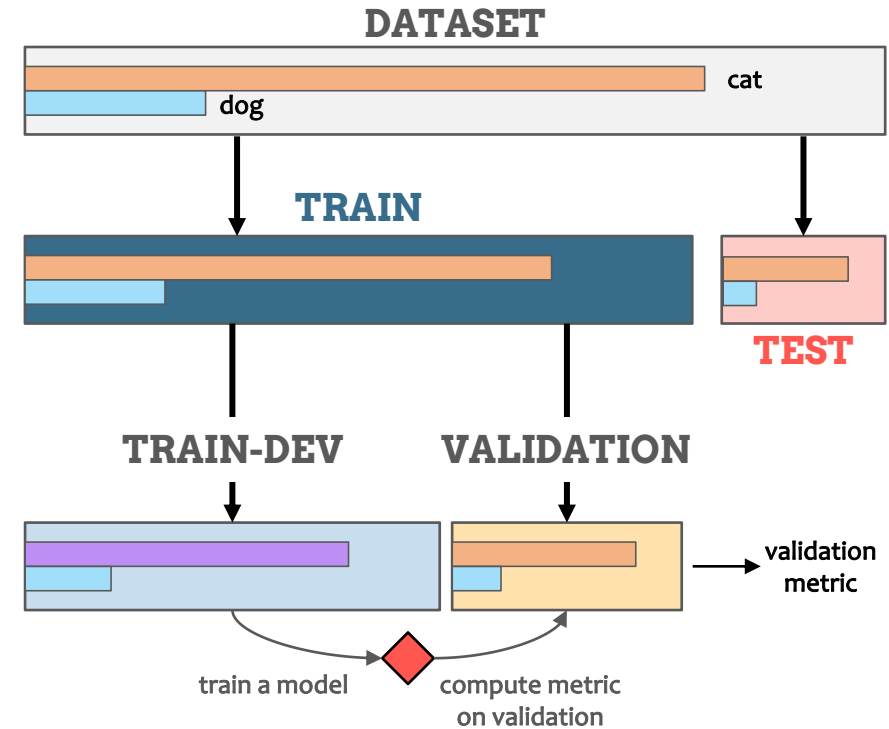 DATASET
cat
dog
TRAIN
TEST
TRAIN-DEV
VALIDATION
validation
metric
train a model
compute metric
on validation